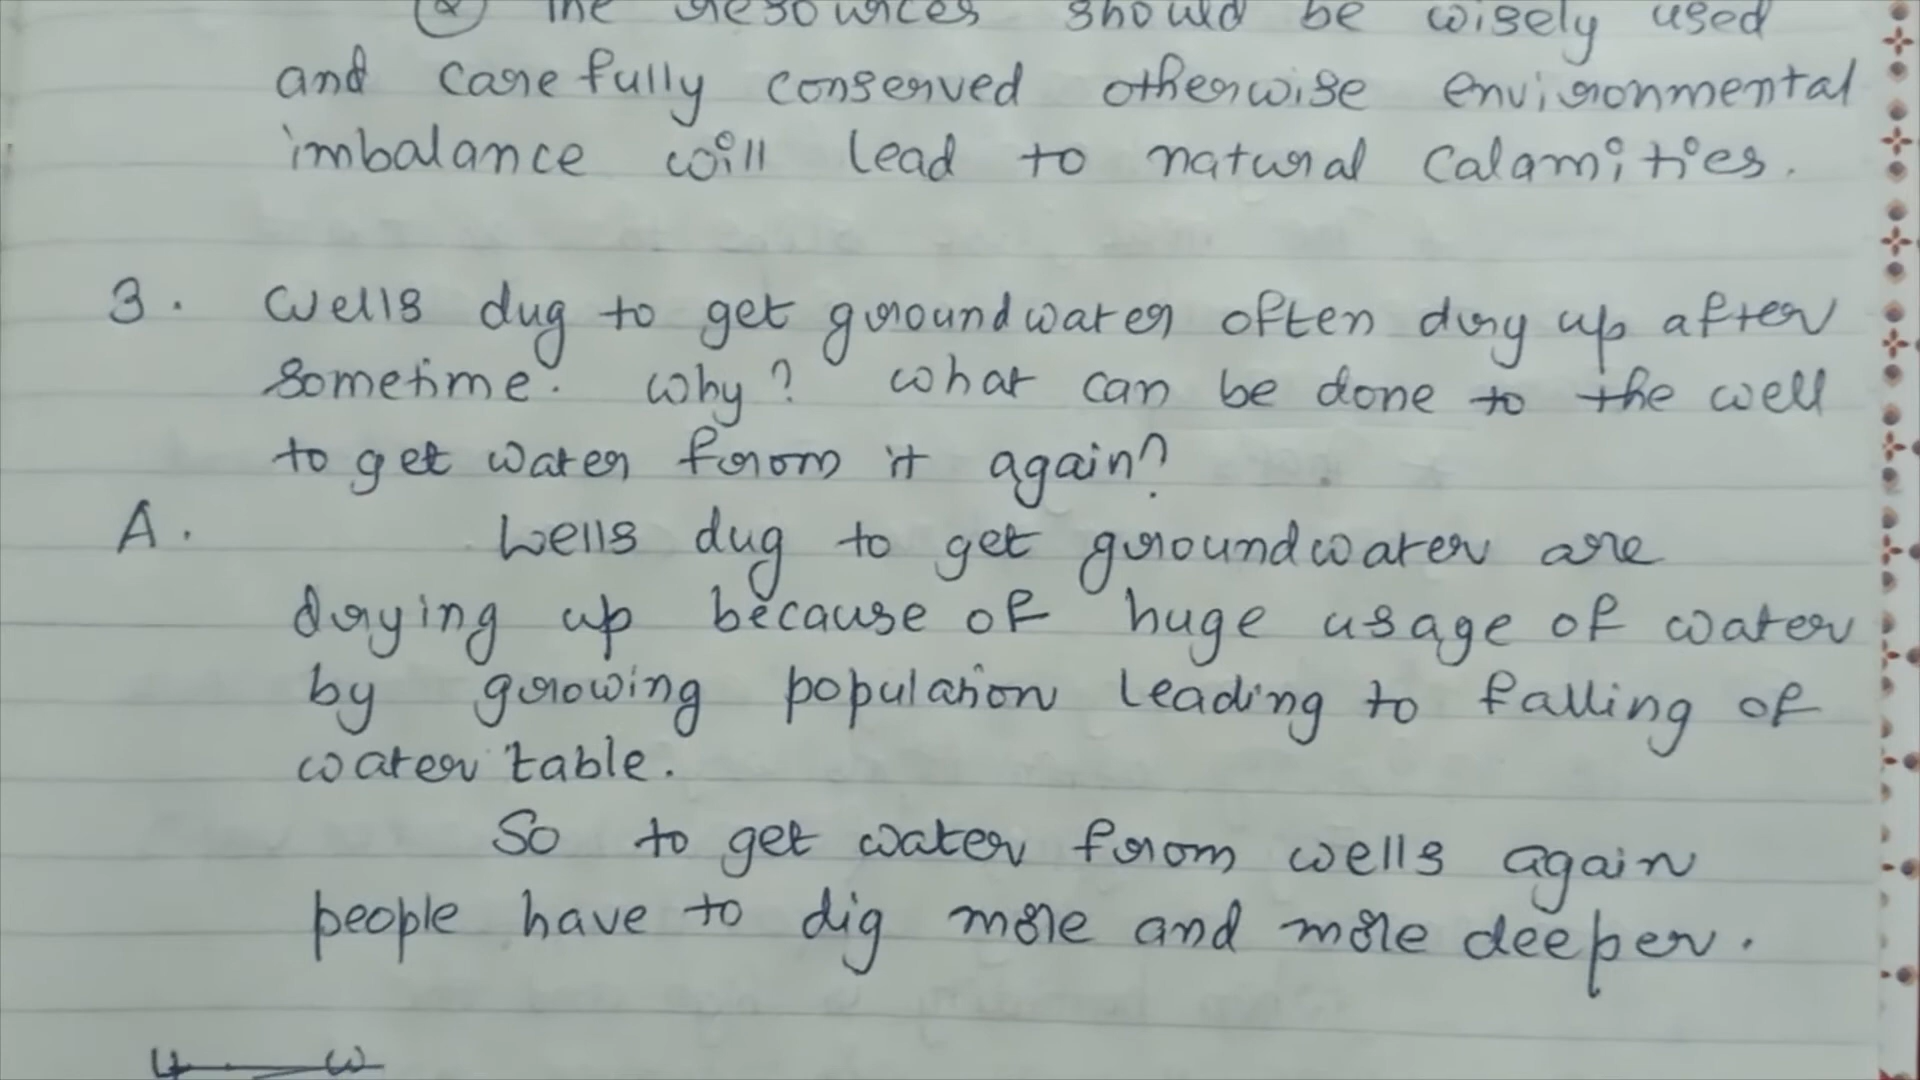 ② The resources should be wisely used
and carefully conserved otherwise environmental
imbalance will lead to natural calamities.
3. Wells dug to get groundwater often dry up after
sometime. Why? What can be done to the well
to get water from it again?
A. Wells dug to get groundwater are
drying up because of huge usage of water
by growing population leading to falling of
water table.
So to get water from wells again
people have to dig more and more deeper.